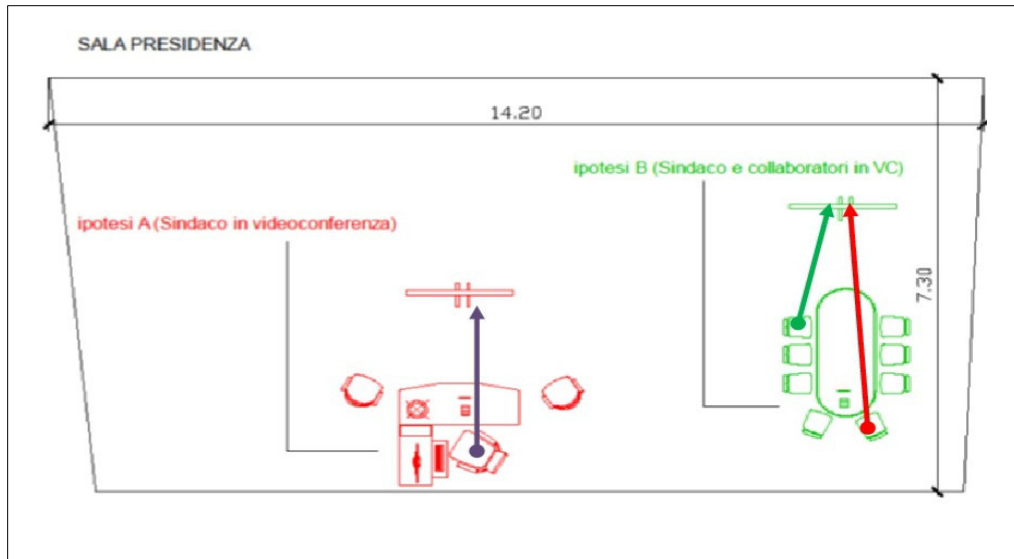 SALA PRESIDENZA
14.20
ipotesi B (Sindaco e collaboratori in VC)
ipotesi A (Sindaco in videoconferenza)
7.30